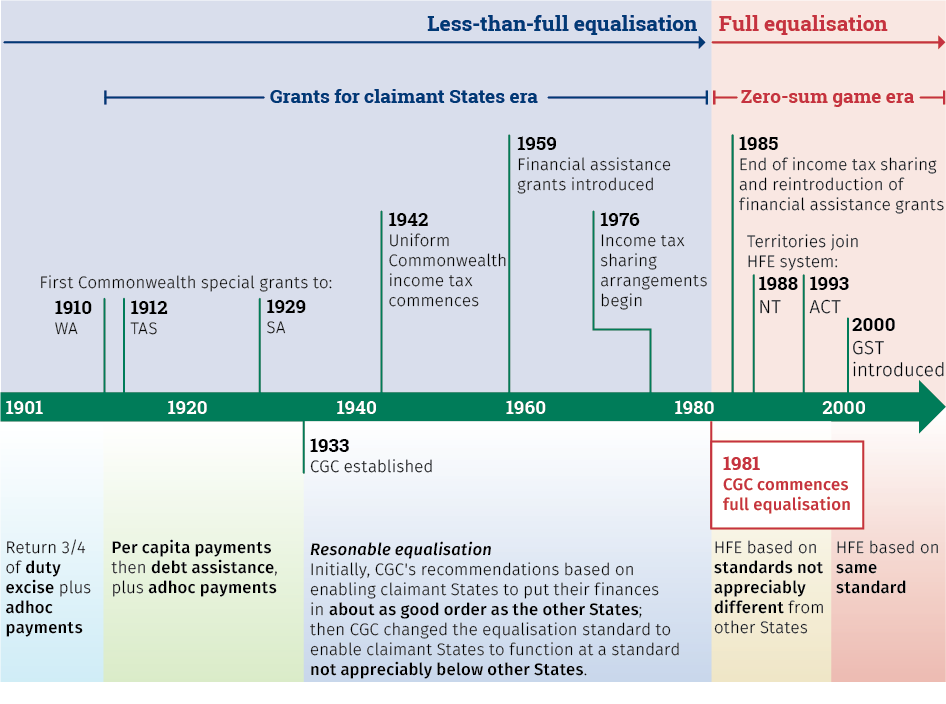 Less-than-full equalisation
Full equalisation
Grants for claimant States era
Zero-sum game era
1959
Financial assistance
grants introduced
1985
End of income tax sharing
and reintroduction of
financial assistance grants
1942
Uniform
Commonwealth
income tax
commences
1976
Income tax
sharing
arrangements
begin
Territories join
HFE system:
1988
NT
1993
ACT
First Commonwealth special grants to:
1910
WA
1912
TAS
1929
SA
2000
GST
introduced
1901 1920 1940 1960 1980 2000
1933
CGC established
1981
CGC commences
full equalisation
Return 3/4
of duty
excise plus
adhoc
payments
Per capita payments
then debt assistance,
plus adhoc payments
Resonable equalisation
Initially, CGC's recommendations based on
enabling claimant States to put their finances
in about as good order as the other States;
then CGC changed the equalisation standard to
enable claimant States to function at a standard
not appreciably below other States.
HFE based on
standards not
appreciably
different from
other States
HFE based on
same
standard